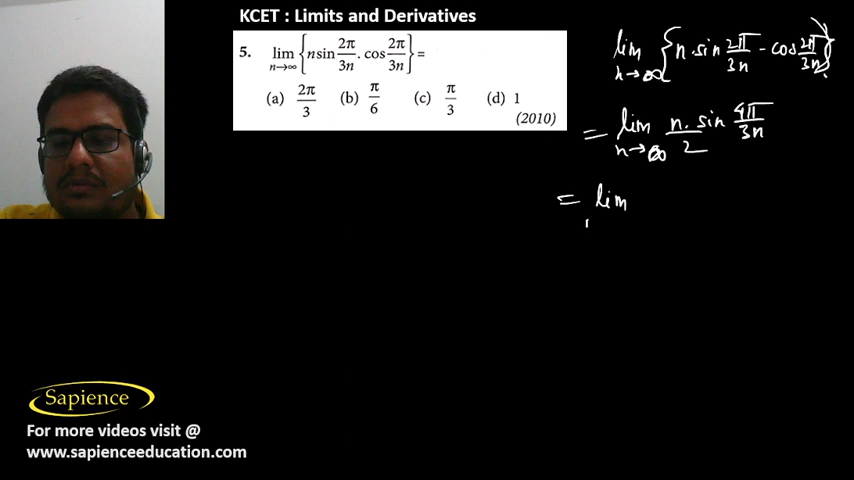 KCET : Limits and Derivatives
5. lim n→∞ { n sin 2π/3n . cos 2π/3n } =
(a) 2π/3 (b) π/6 (c) π/3 (d) 1
(2010)
lim n→∞ { n . sin 2π/3n - cos 2π/3n }
= lim n→∞ n./2 sin 4π/3n
= lim
Sapience
For more videos visit @
www.sapienceeducation.com